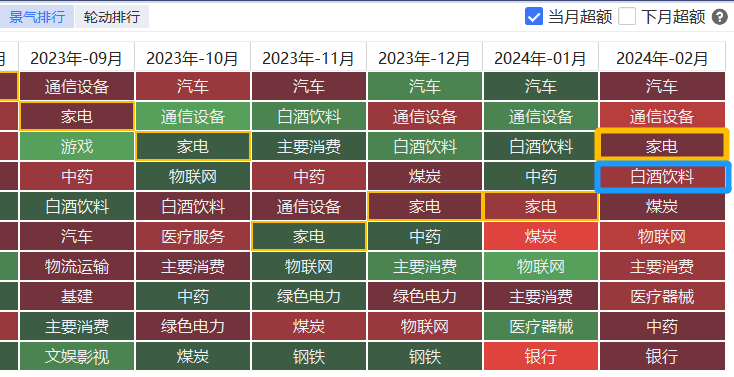 景气排行 轮动排行 当月超额 下月超额 ?
月 2023年-09月 2023年-10月 2023年-11月 2023年-12月 2024年-01月 2024年-02月
通信设备 汽车 汽车 汽车 汽车 汽车
家电 通信设备 白酒饮料 通信设备 通信设备 通信设备
游戏 家电 主要消费 白酒饮料 白酒饮料 家电
中药 物联网 中药 煤炭 中药 白酒饮料
白酒饮料 白酒饮料 通信设备 家电 家电 煤炭
汽车 医疗服务 家电 中药 煤炭 物联网
物流运输 主要消费 物联网 主要消费 物联网 主要消费
基建 中药 绿色电力 绿色电力 主要消费 医疗器械
主要消费 绿色电力 煤炭 物联网 医疗器械 中药
文娱影视 煤炭 钢铁 钢铁 银行 银行